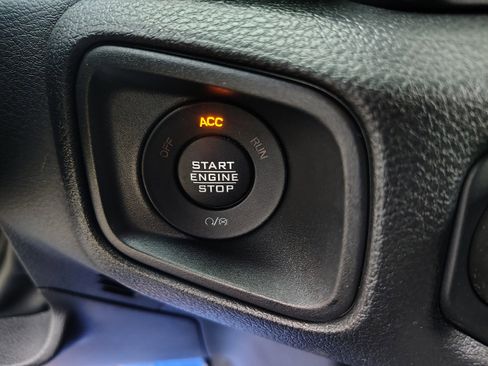 OFF ACC RUN
START
ENGINE
STOP